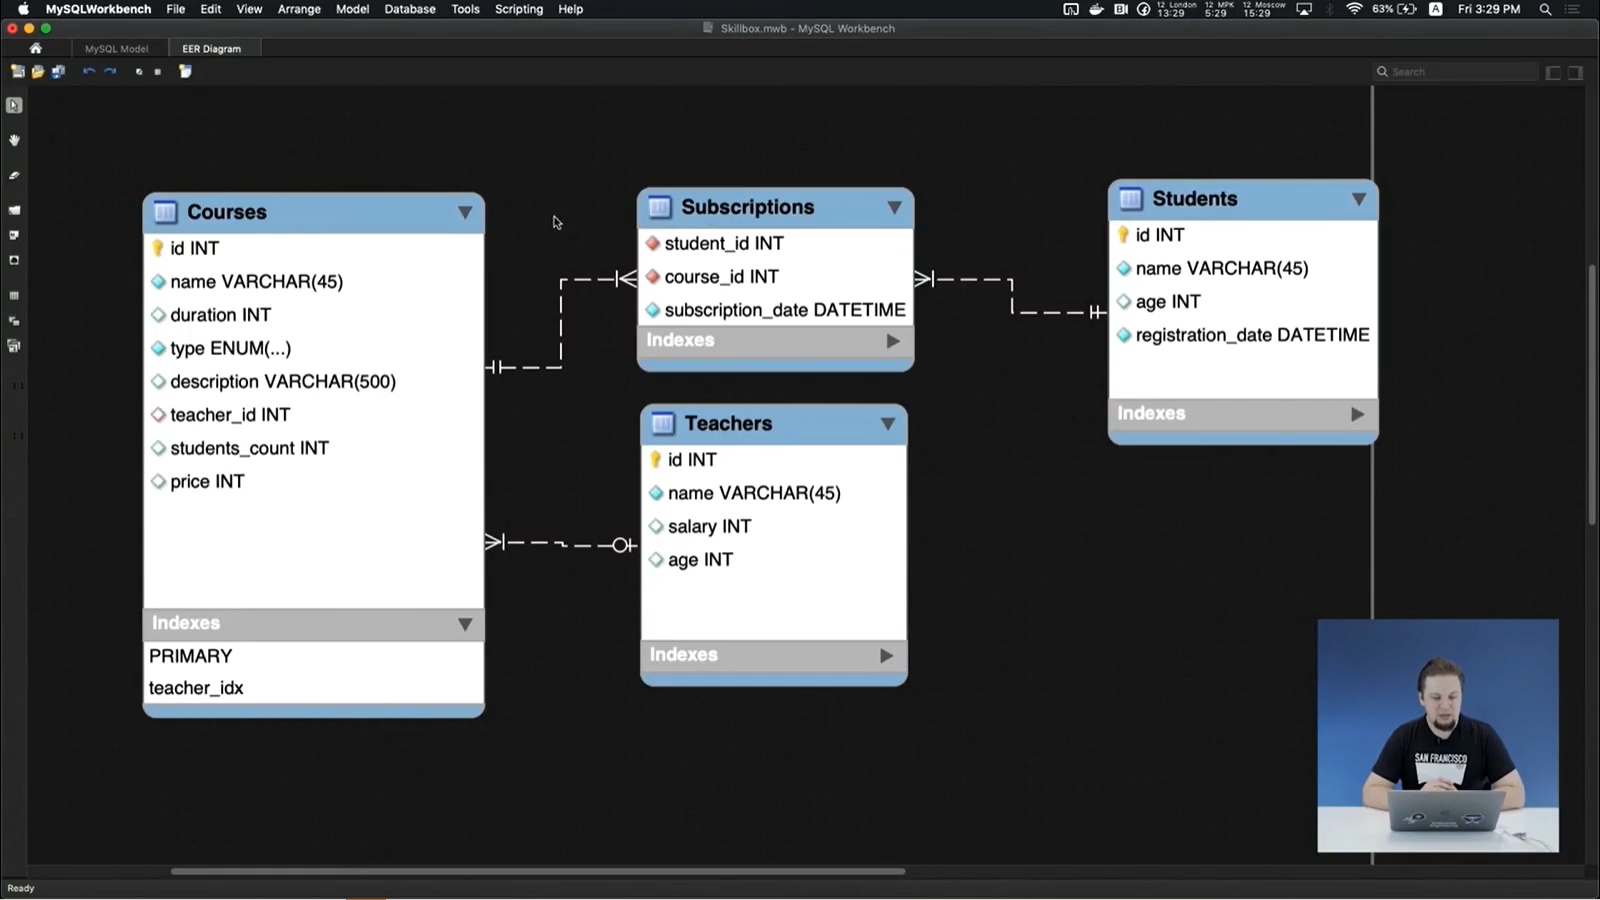 MySQLWorkbench File Edit View Arrange Model Database Tools Scripting Help
12 London 12 MPK 12 Moscow
13:29 5:29 15:29
63% A Fri 3:29 PM
Skillbox.mwb - MySQL Workbench
MySQL Model EER Diagram
Search
Courses
id INT
name VARCHAR(45)
duration INT
type ENUM(...)
description VARCHAR(500)
teacher_id INT
students_count INT
price INT
Indexes
PRIMARY
teacher_idx
Subscriptions
student_id INT
course_id INT
subscription_date DATETIME
Indexes
Teachers
id INT
name VARCHAR(45)
salary INT
age INT
Indexes
Students
id INT
name VARCHAR(45)
age INT
registration_date DATETIME
Indexes
SAN FRANCISCO
Ready